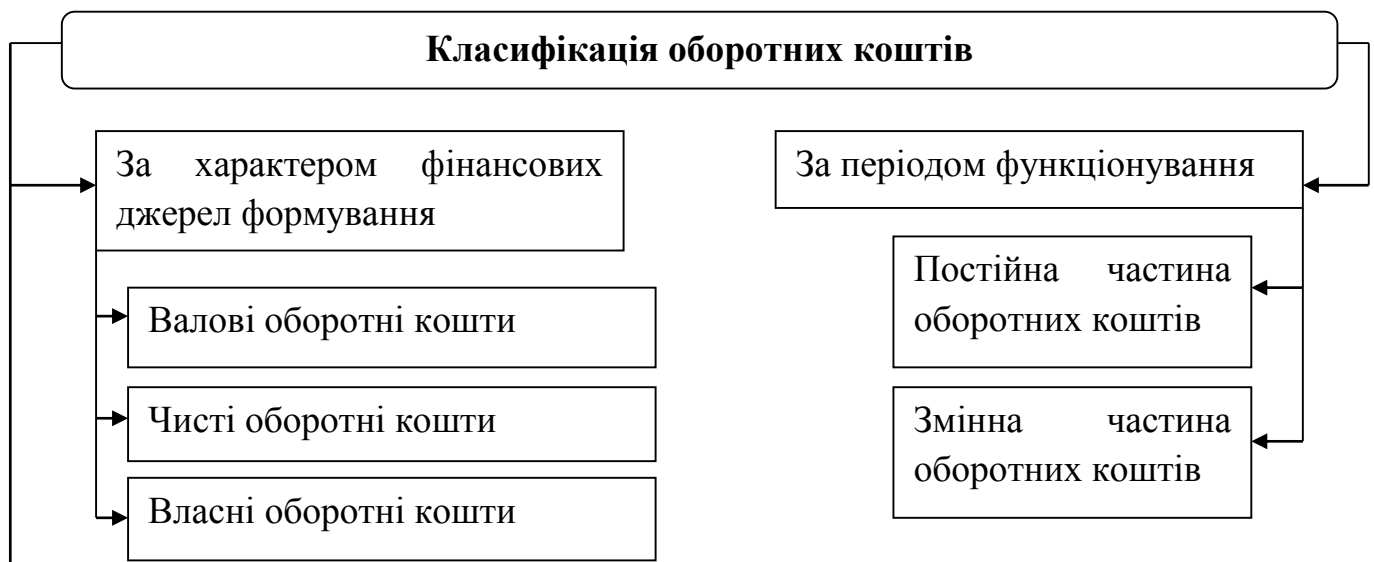 Класифікація оборотних коштів
За характером фінансових
джерел формування
Валові оборотні кошти
Чисті оборотні кошти
Власні оборотні кошти
За періодом функціонування
Постійна частина
оборотних коштів
Змінна частина
оборотних коштів